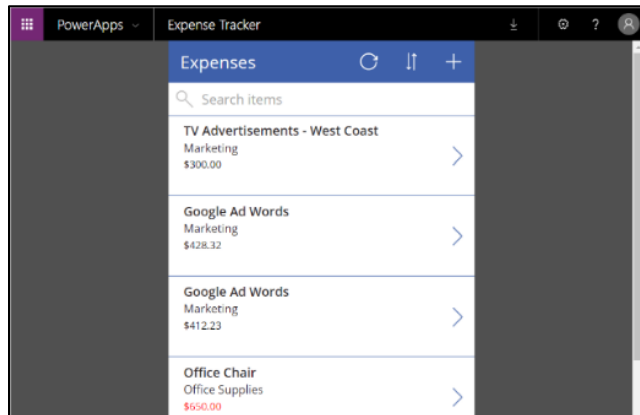 PowerApps
Expense Tracker
?
Expenses
Search items
TV Advertisements - West Coast
Marketing
$300.00
Google Ad Words
Marketing
$428.32
Google Ad Words
Marketing
$412.23
Office Chair
Office Supplies
$650.00